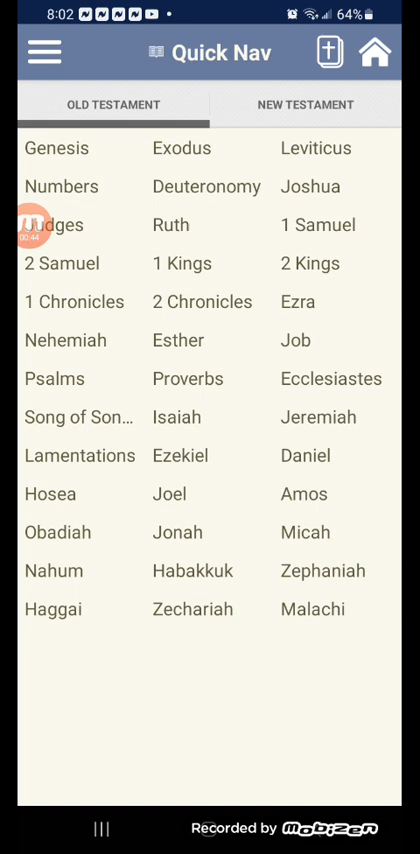 8:02 64%
Quick Nav
OLD TESTAMENT NEW TESTAMENT
Genesis Exodus Leviticus
Numbers Deuteronomy Joshua
Judges Ruth 1 Samuel
00:44
2 Samuel 1 Kings 2 Kings
1 Chronicles 2 Chronicles Ezra
Nehemiah Esther Job
Psalms Proverbs Ecclesiastes
Song of Son... Isaiah Jeremiah
Lamentations Ezekiel Daniel
Hosea Joel Amos
Obadiah Jonah Micah
Nahum Habakkuk Zephaniah
Haggai Zechariah Malachi
Recorded by Mobizen